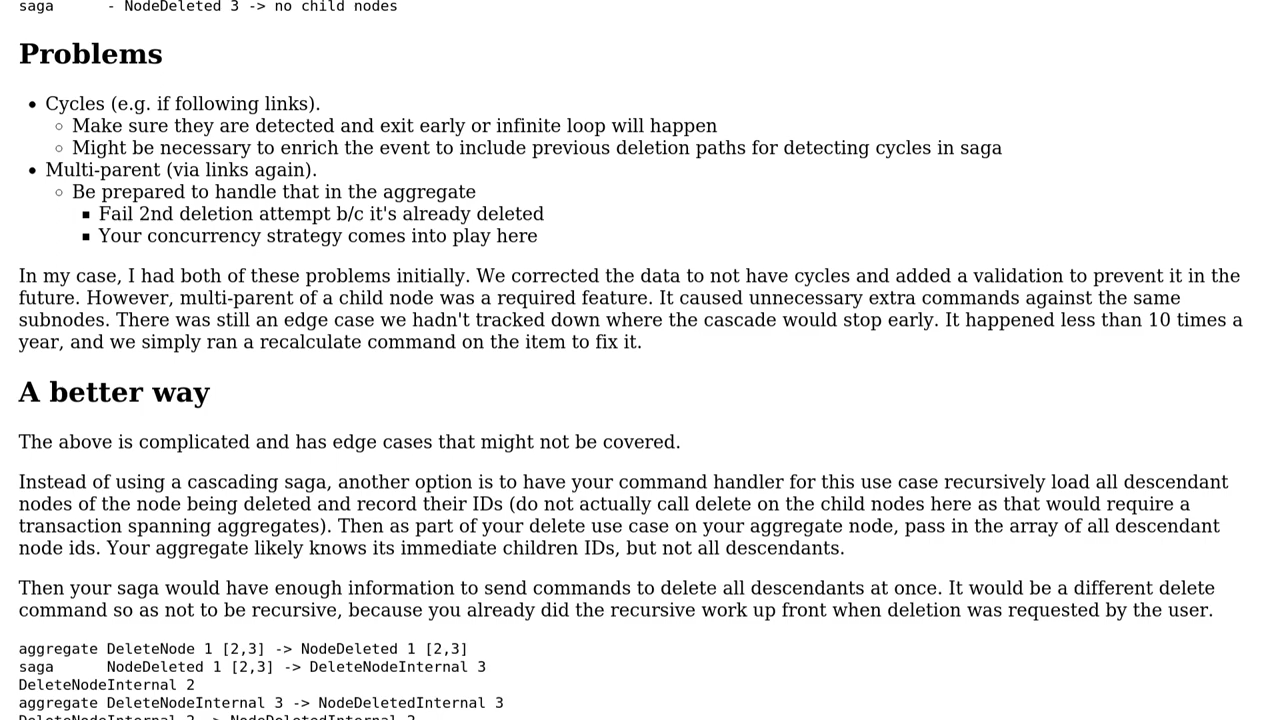 saga      - NodeDeleted 3 -> no child nodes
Problems
• Cycles (e.g. if following links).
◦ Make sure they are detected and exit early or infinite loop will happen
◦ Might be necessary to enrich the event to include previous deletion paths for detecting cycles in saga
• Multi-parent (via links again).
◦ Be prepared to handle that in the aggregate
▪ Fail 2nd deletion attempt b/c it's already deleted
▪ Your concurrency strategy comes into play here
In my case, I had both of these problems initially. We corrected the data to not have cycles and added a validation to prevent it in the
future. However, multi-parent of a child node was a required feature. It caused unnecessary extra commands against the same
subnodes. There was still an edge case we hadn't tracked down where the cascade would stop early. It happened less than 10 times a
year, and we simply ran a recalculate command on the item to fix it.
A better way
The above is complicated and has edge cases that might not be covered.
Instead of using a cascading saga, another option is to have your command handler for this use case recursively load all descendant
nodes of the node being deleted and record their IDs (do not actually call delete on the child nodes here as that would require a
transaction spanning aggregates). Then as part of your delete use case on your aggregate node, pass in the array of all descendant
node ids. Your aggregate likely knows its immediate children IDs, but not all descendants.
Then your saga would have enough information to send commands to delete all descendants at once. It would be a different delete
command so as not to be recursive, because you already did the recursive work up front when deletion was requested by the user.
aggregate DeleteNode 1 [2,3] -> NodeDeleted 1 [2,3]
saga      NodeDeleted 1 [2,3] -> DeleteNodeInternal 3
DeleteNodeInternal 2
aggregate DeleteNodeInternal 3 -> NodeDeletedInternal 3
DeleteNodeInternal 2 -> NodeDeletedInternal 2